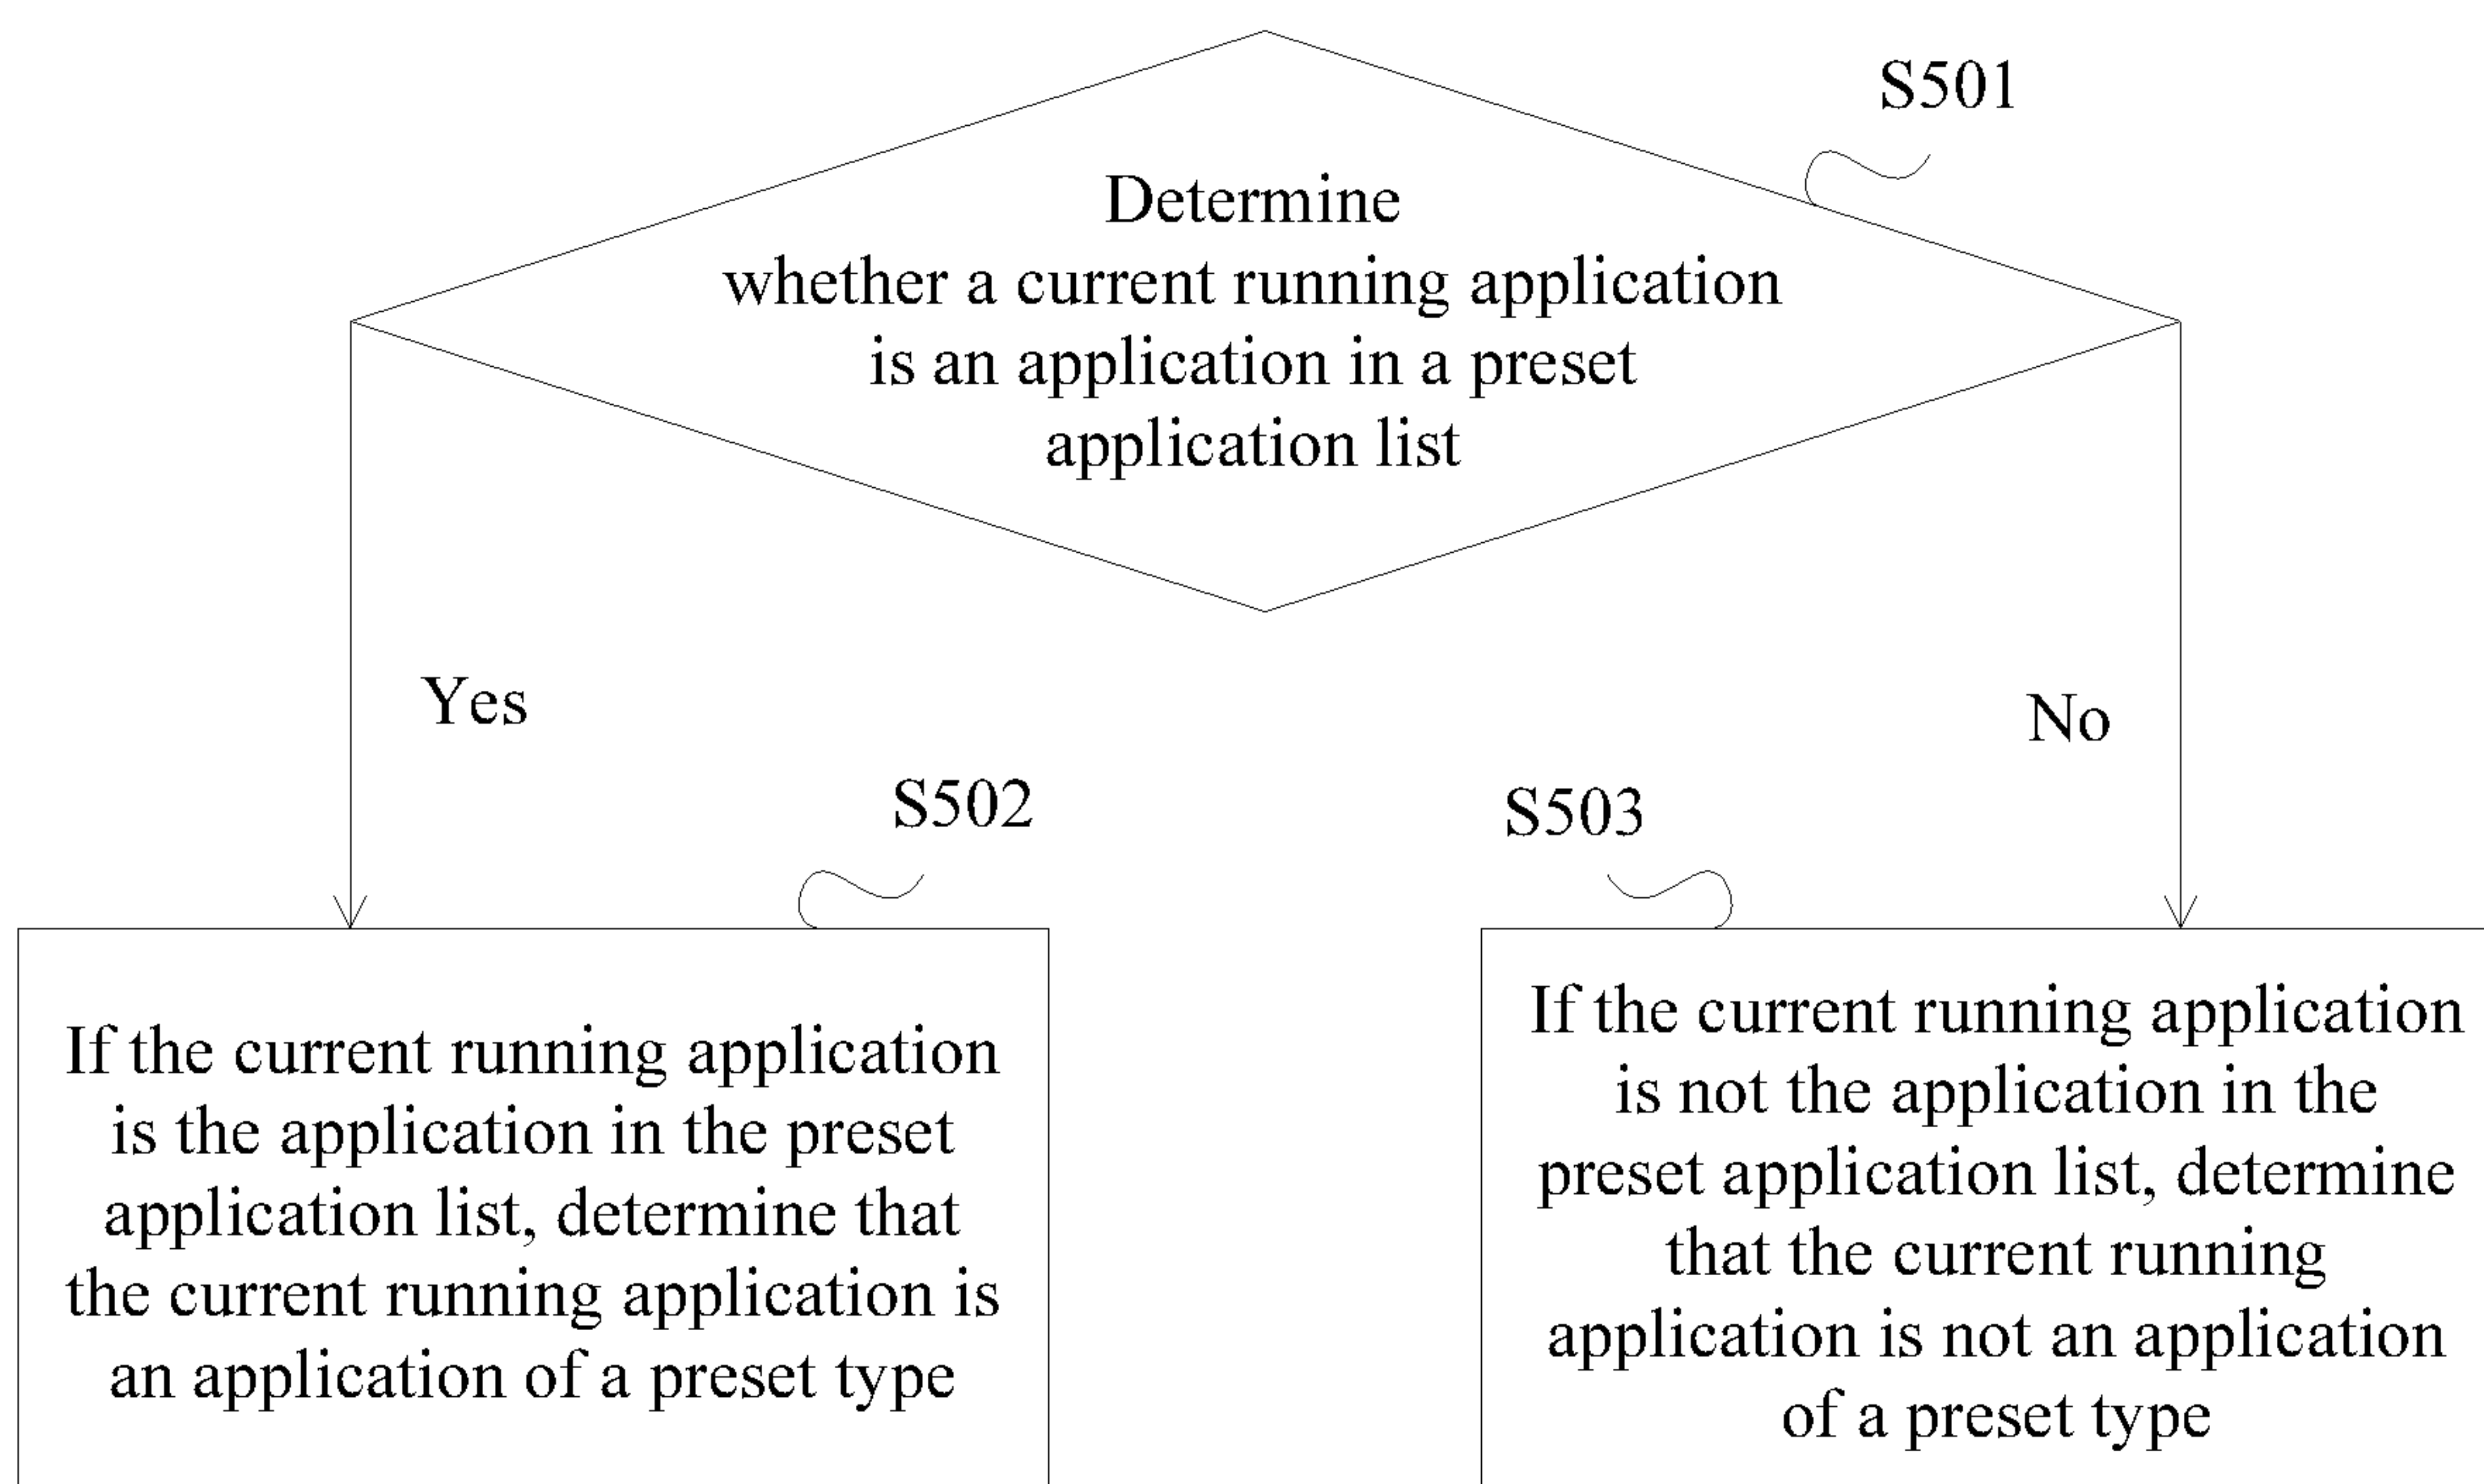 S501
Determine
whether a current running application
is an application in a preset
application list
Yes
No
S502
S503
If the current running application
is the application in the preset
application list, determine that
the current running application is
an application of a preset type
If the current running application
is not the application in the
preset application list, determine
that the current running
application is not an application
of a preset type